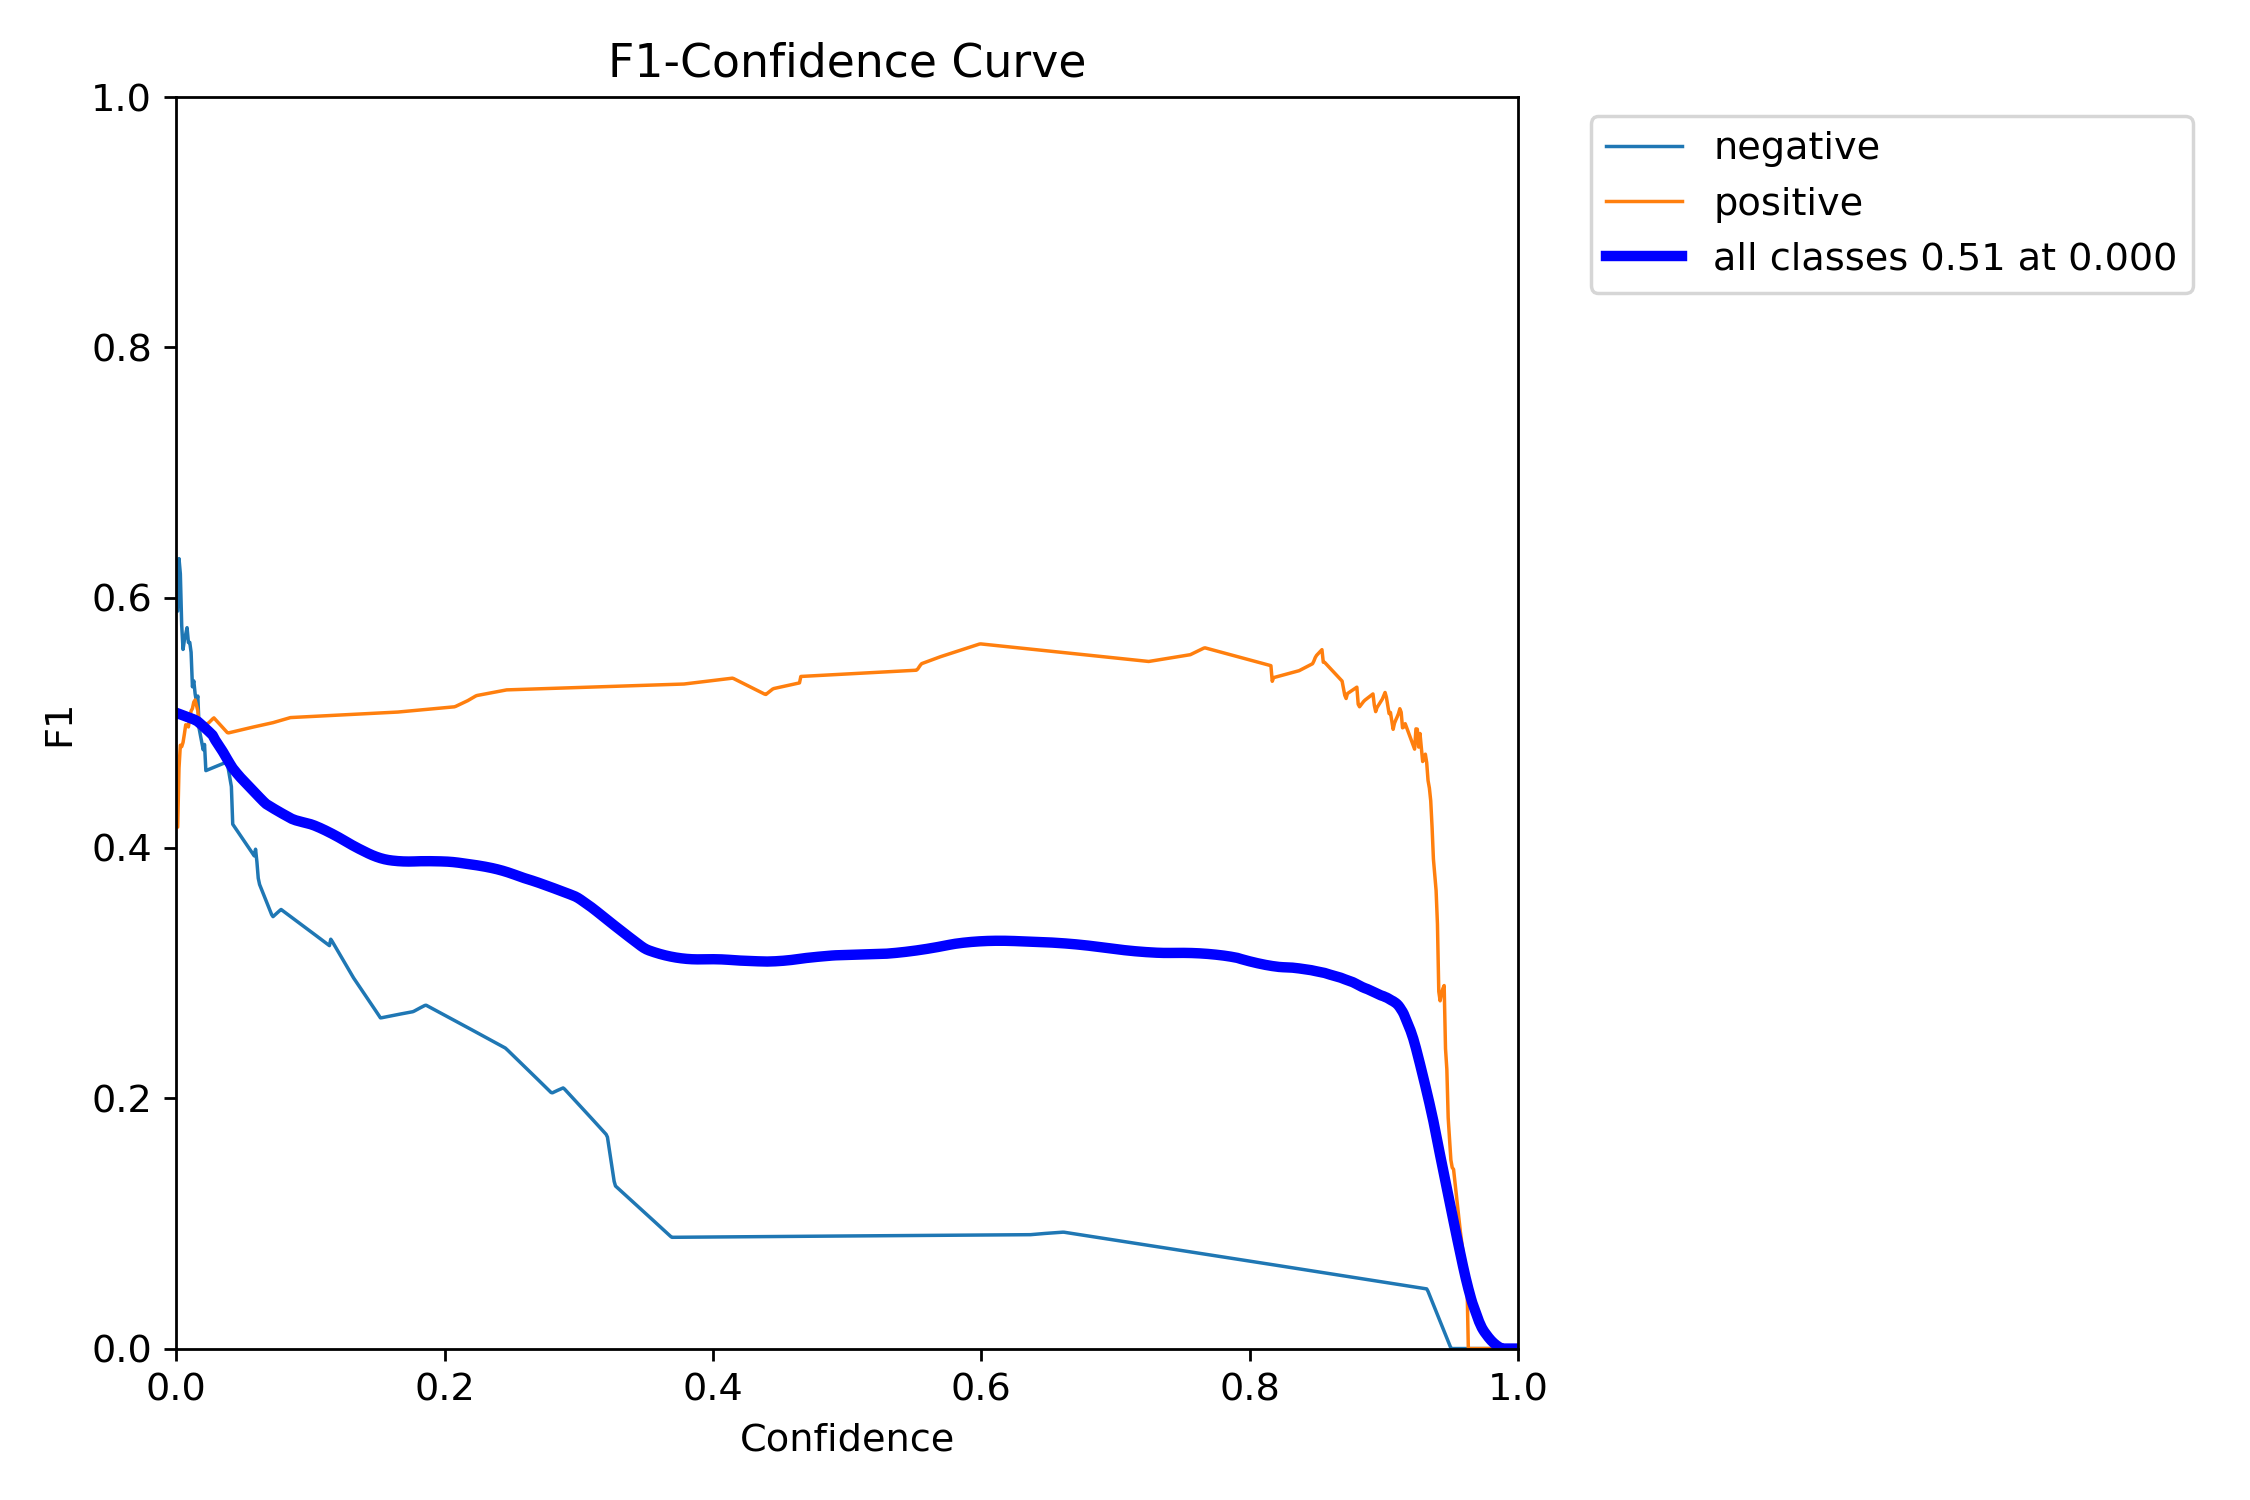 F1-Confidence Curve
1.0
0.8
0.6
0.4
0.2
0.0
F1
0.0 0.2 0.4 0.6 0.8 1.0
Confidence
negative
positive
all classes 0.51 at 0.000